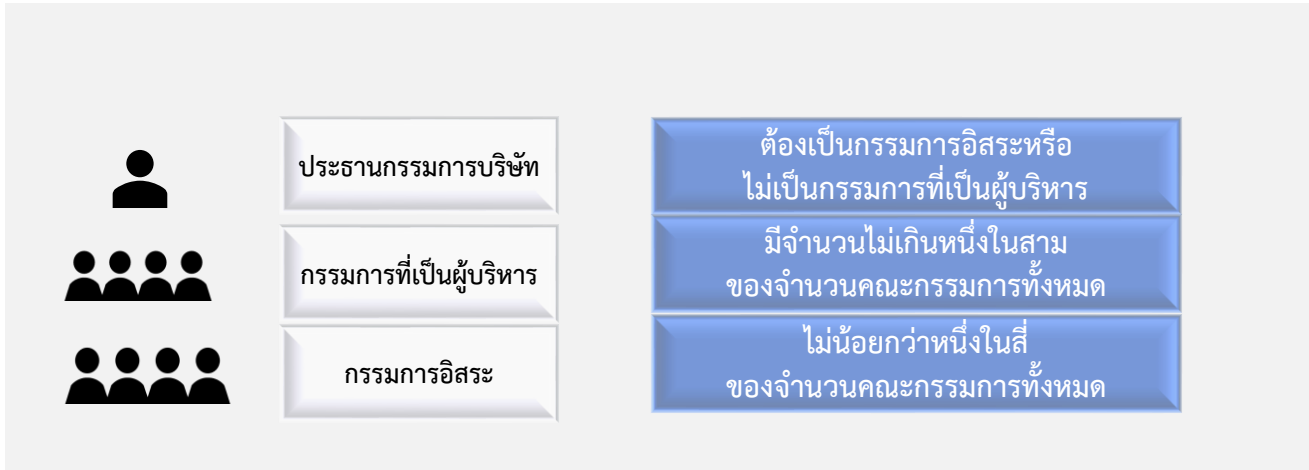 ประธานกรรมการบริษัท
ต้องเป็นกรรมการอิสระหรือ
ไม่เป็นกรรมการที่เป็นผู้บริหาร
กรรมการที่เป็นผู้บริหาร
มีจำนวนไม่เกินหนึ่งในสาม
ของจำนวนคณะกรรมการทั้งหมด
กรรมการอิสระ
ไม่น้อยกว่าหนึ่งในสี่
ของจำนวนคณะกรรมการทั้งหมด